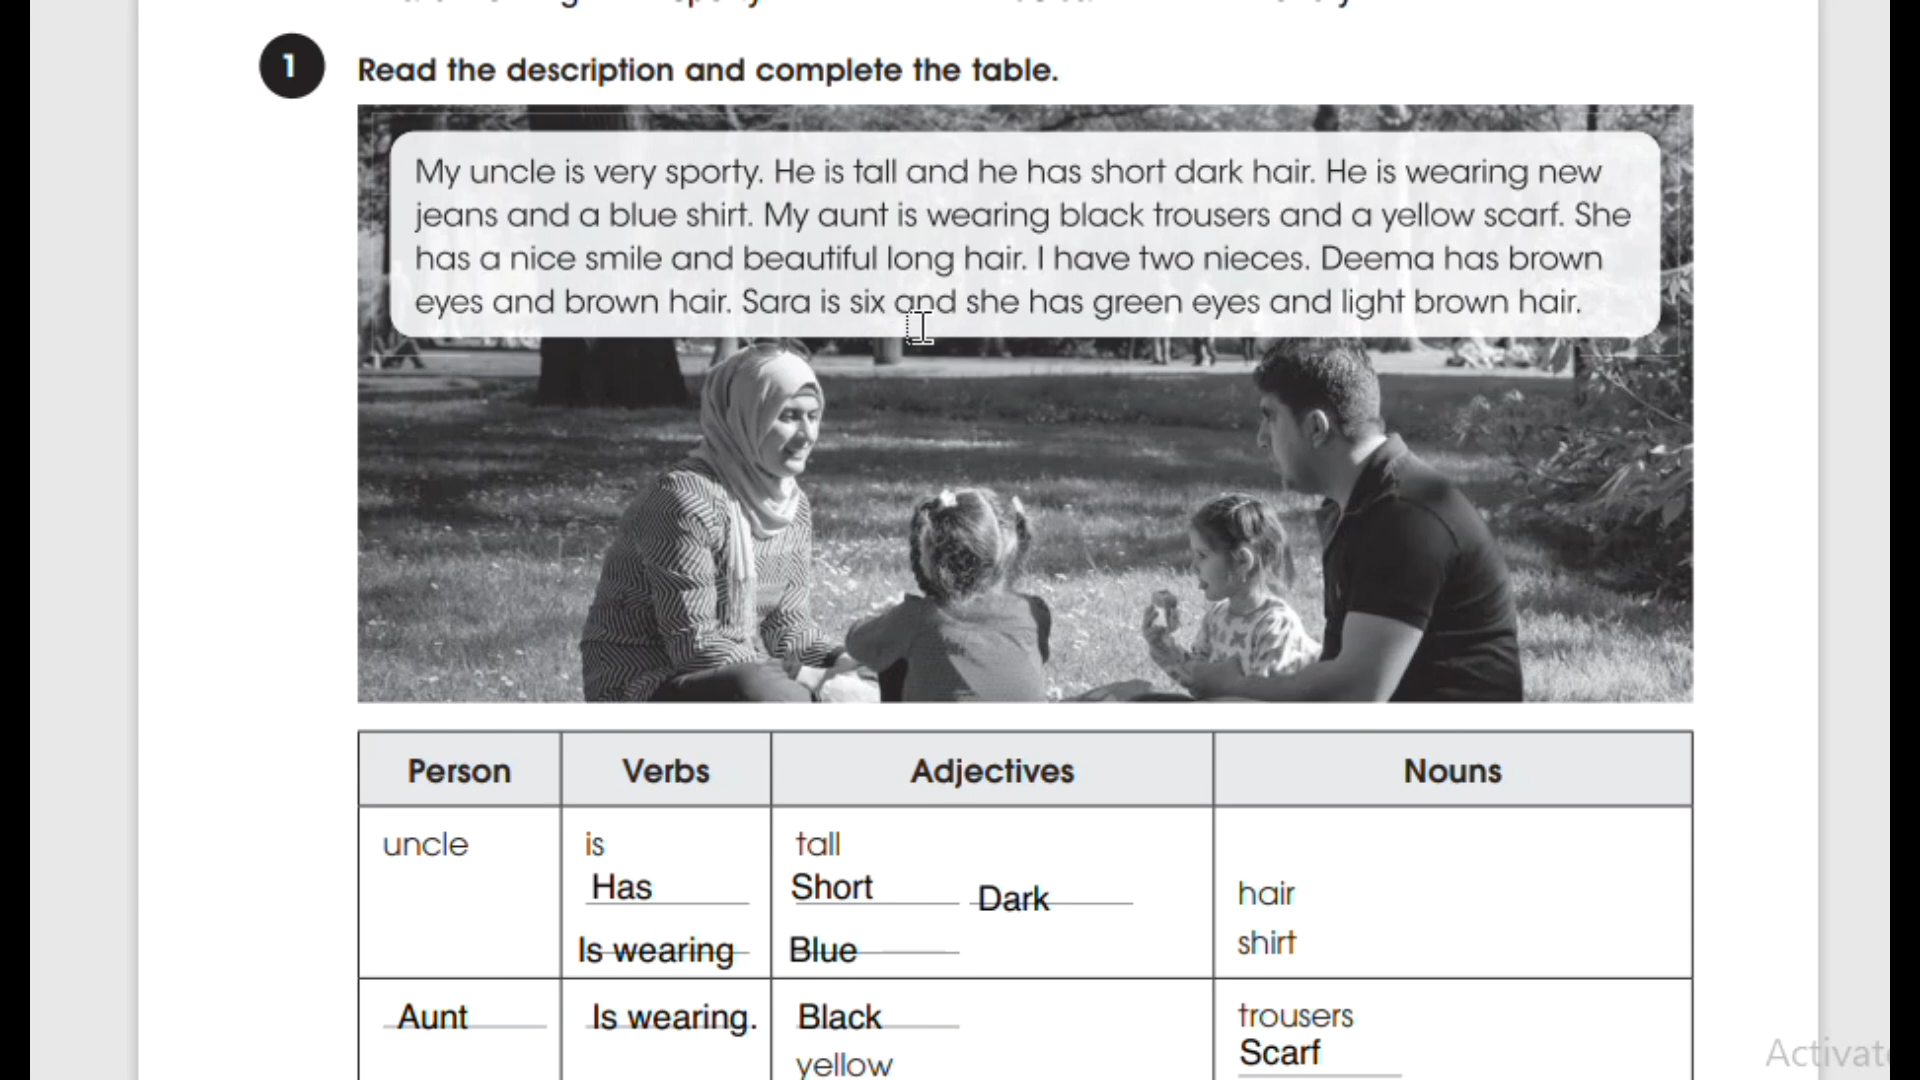 1
Read the description and complete the table.
My uncle is very sporty. He is tall and he has short dark hair. He is wearing new
jeans and a blue shirt. My aunt is wearing black trousers and a yellow scarf. She
has a nice smile and beautiful long hair. I have two nieces. Deema has brown
eyes and brown hair. Sara is six and she has green eyes and light brown hair.
Person Verbs Adjectives Nouns
uncle is tall
Has Short Dark hair
Is wearing Blue shirt
Aunt Is wearing. Black trousers
yellow Scarf